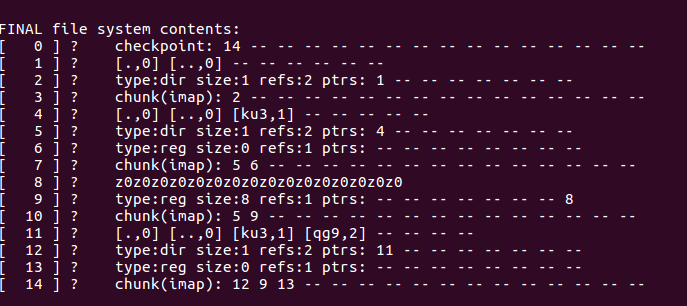 FINAL file system contents:
[ 0 ] ? checkpoint: 14 -- -- -- -- -- -- -- -- -- -- -- -- -- -- --
[ 1 ] ? [.,0] [..,0] -- -- -- -- -- --
[ 2 ] ? type:dir size:1 refs:2 ptrs: 1 -- -- -- -- -- -- --
[ 3 ] ? chunk(imap): 2 -- -- -- -- -- -- -- -- -- -- -- -- -- -- --
[ 4 ] ? [.,0] [..,0] [ku3,1] -- -- -- -- --
[ 5 ] ? type:dir size:1 refs:2 ptrs: 4 -- -- -- -- -- -- --
[ 6 ] ? type:reg size:0 refs:1 ptrs: -- -- -- -- -- -- -- --
[ 7 ] ? chunk(imap): 5 6 -- -- -- -- -- -- -- -- -- -- -- -- -- --
[ 8 ] ? z0z0z0z0z0z0z0z0z0z0z0z0z0z0z0z0
[ 9 ] ? type:reg size:8 refs:1 ptrs: -- -- -- -- -- -- -- 8
[ 10 ] ? chunk(imap): 5 9 -- -- -- -- -- -- -- -- -- -- -- -- -- --
[ 11 ] ? [.,0] [..,0] [ku3,1] [qg9,2] -- -- -- --
[ 12 ] ? type:dir size:1 refs:2 ptrs: 11 -- -- -- -- -- -- --
[ 13 ] ? type:reg size:0 refs:1 ptrs: -- -- -- -- -- -- -- --
[ 14 ] ? chunk(imap): 12 9 13 -- -- -- -- -- -- -- -- -- -- -- -- --